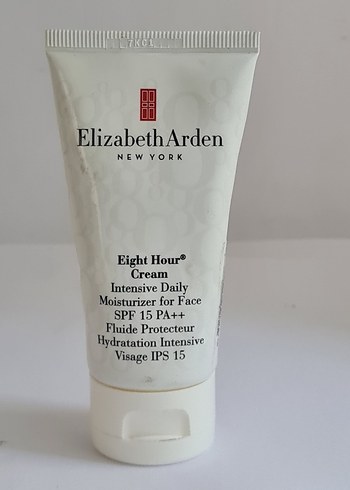 7K01
Elizabeth Arden
NEW YORK
Eight Hour®
Cream
Intensive Daily
Moisturizer for Face
SPF 15 PA++
Fluide Protecteur
Hydratation Intensive
Visage IPS 15